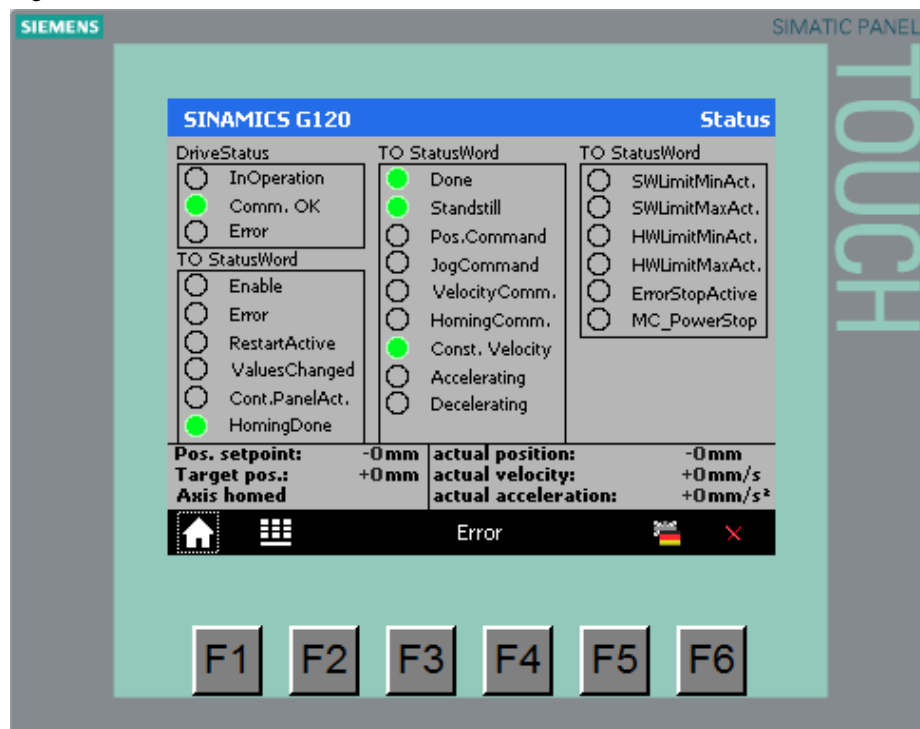 SIEMENS
SIMATIC PANEL
TOUCH
SINAMICS G120 Status
DriveStatus
InOperation
Comm. OK
Error
TO StatusWord
Enable
Error
RestartActive
ValuesChanged
Cont.PanelAct.
HomingDone
TO StatusWord
Done
Standstill
Pos.Command
JogCommand
VelocityComm.
HomingComm.
Const. Velocity
Accelerating
Decelerating
TO StatusWord
SWLimitMinAct.
SWLimitMaxAct.
HWLimitMinAct.
HWLimitMaxAct.
ErrorStopActive
MC_PowerStop
Pos. setpoint: -0mm actual position: -0mm
Target pos.: +0mm actual velocity: +0mm/s
Axis homed actual acceleration: +0mm/s²
Error
F1 F2 F3 F4 F5 F6